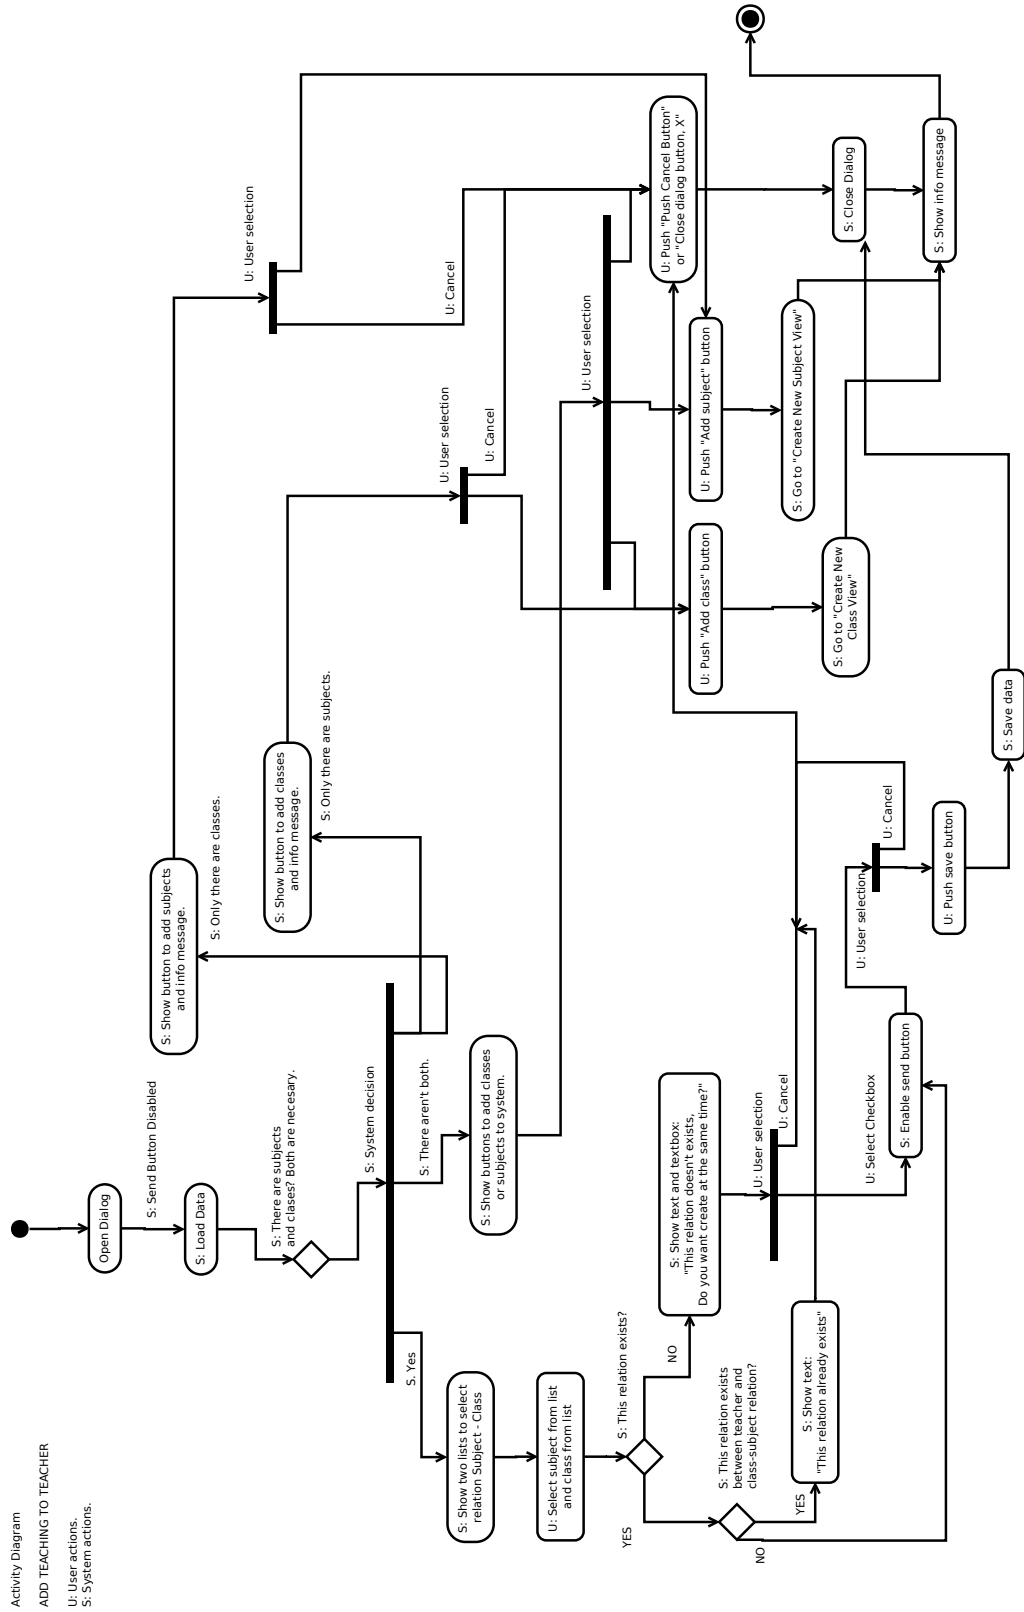 Activity Diagram
ADD TEACHING TO TEACHER
U: User actions.
S: System actions.
Open Dialog
S: Send Button Disabled
S: Load Data
S: There are subjects
and clases? Both are necesary.
S: System decision
S. Yes
S: There aren't both.
S: Only there are classes.
S: Only there are subjects.
S: Show button to add subjects
and info message.
S: Show button to add classes
and info message.
S: Show buttons to add classes
or subjects to system.
U: User selection
U: Cancel
U: User selection
U: Cancel
U: User selection
U: Push "Push Cancel Button"
or "Close dialog button, X"
U: Push "Add subject" button
U: Push "Add class" button
S: Go to "Create New Subject View"
S: Go to "Create New
Class View"
S: Close Dialog
S: Show info message
S: Show two lists to select
relation Subject - Class
U: Select subject from list
and class from list
S: This relation exists?
NO
YES
S: Show text and textbox:
"This relation doesn't exists,
Do you want create at the same time?"
U: User selection
U: Cancel
U: Select Checkbox
S: This relation exists
between teacher and
class-subject relation?
YES
NO
S: Show text:
"This relation already exists"
S: Enable send button
U: User selection
U: Cancel
U: Push save button
S: Save data